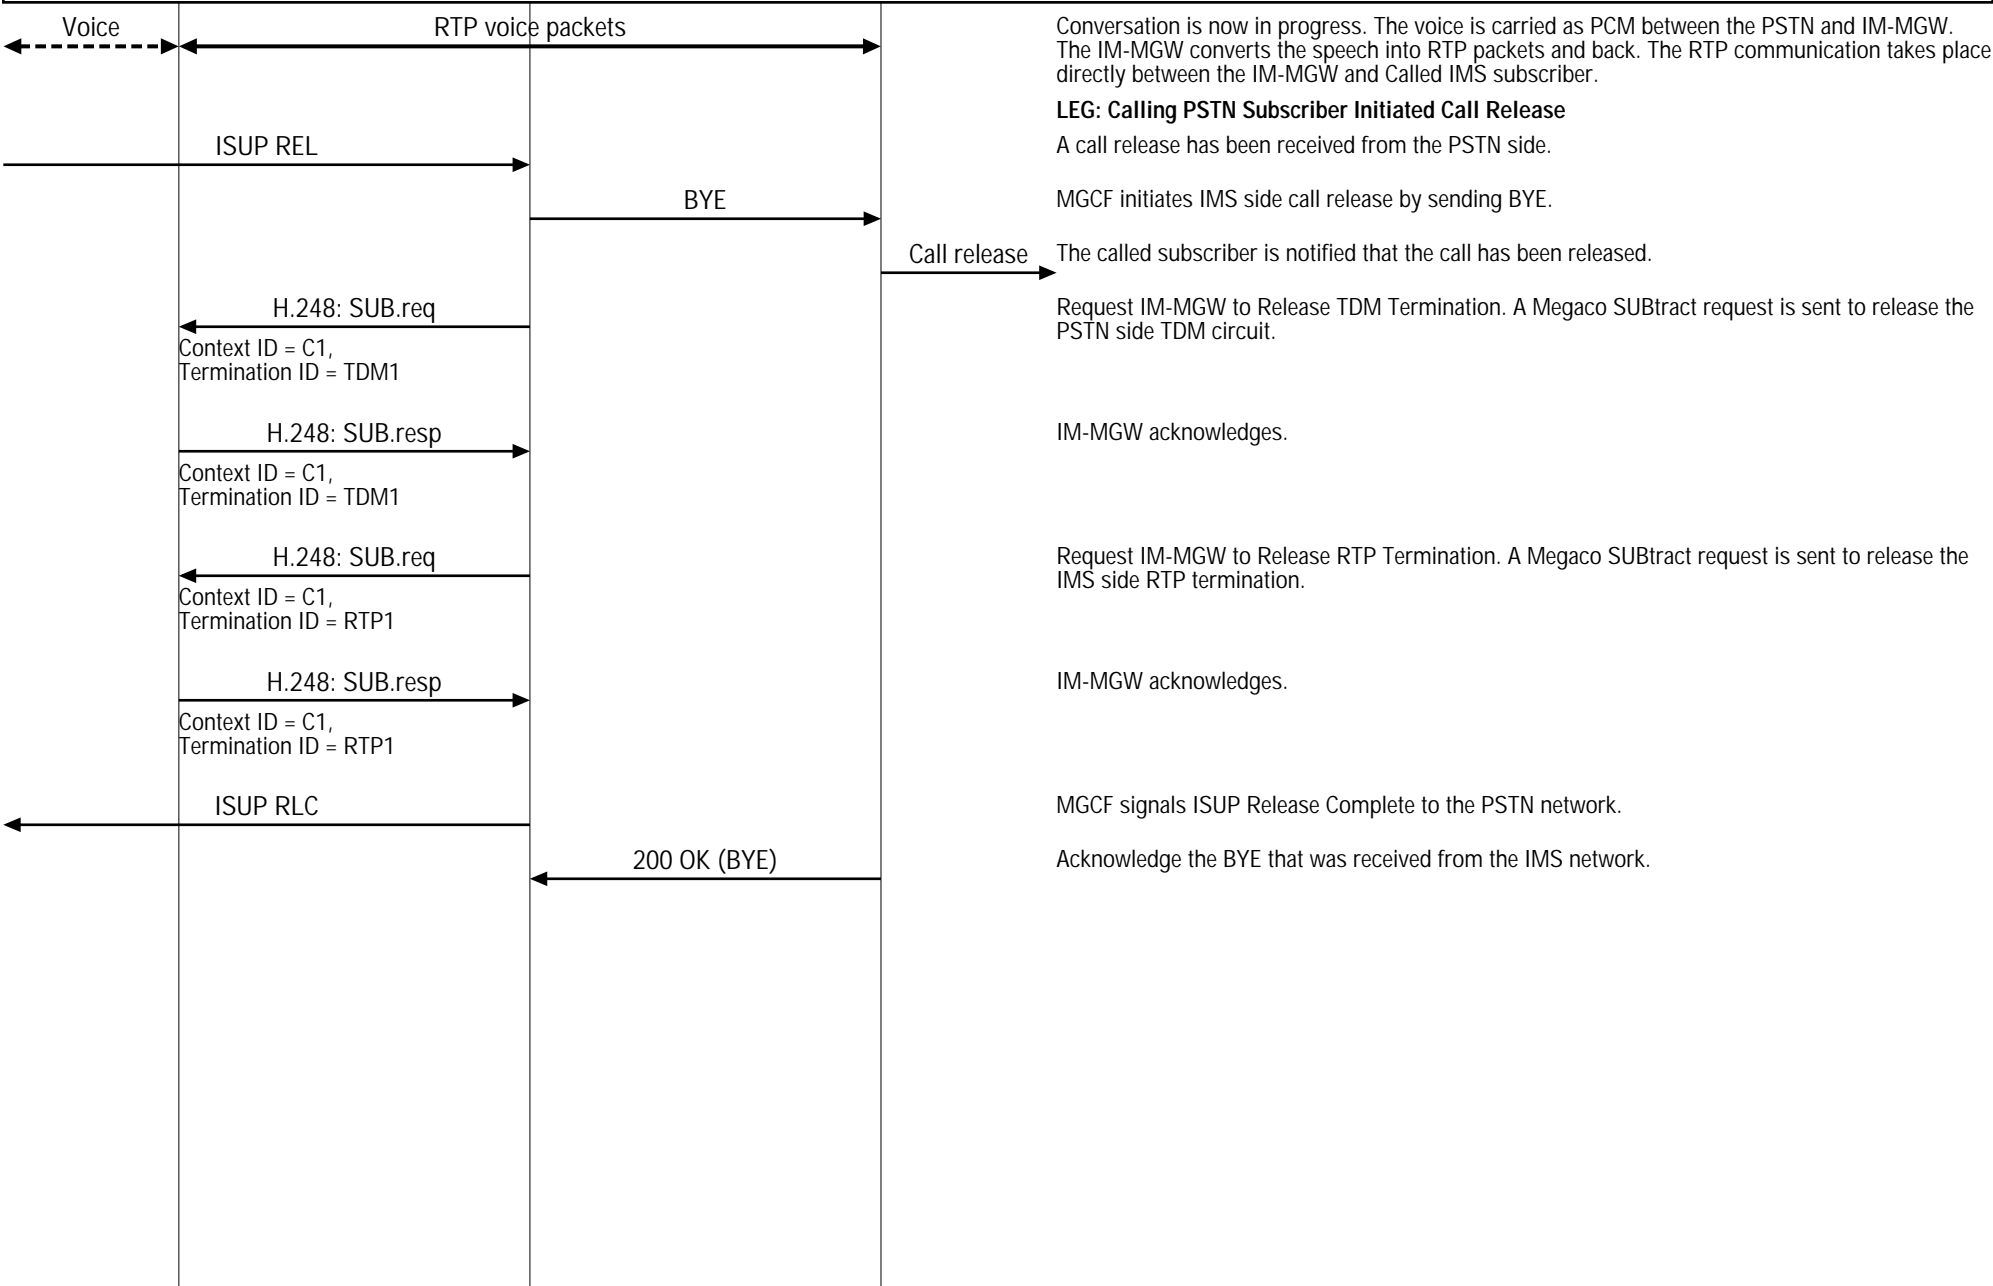 Voice
RTP voice packets
Conversation is now in progress. The voice is carried as PCM between the PSTN and IM-MGW.
The IM-MGW converts the speech into RTP packets and back. The RTP communication takes place
directly between the IM-MGW and Called IMS subscriber.
LEG: Calling PSTN Subscriber Initiated Call Release
ISUP REL
A call release has been received from the PSTN side.
BYE
MGCF initiates IMS side call release by sending BYE.
Call release
The called subscriber is notified that the call has been released.
H.248: SUB.req
Request IM-MGW to Release TDM Termination. A Megaco SUBtract request is sent to release the
PSTN side TDM circuit.
Context ID = C1,
Termination ID = TDM1
H.248: SUB.resp
IM-MGW acknowledges.
Context ID = C1,
Termination ID = TDM1
H.248: SUB.req
Request IM-MGW to Release RTP Termination. A Megaco SUBtract request is sent to release the
IMS side RTP termination.
Context ID = C1,
Termination ID = RTP1
H.248: SUB.resp
IM-MGW acknowledges.
Context ID = C1,
Termination ID = RTP1
ISUP RLC
MGCF signals ISUP Release Complete to the PSTN network.
200 OK (BYE)
Acknowledge the BYE that was received from the IMS network.